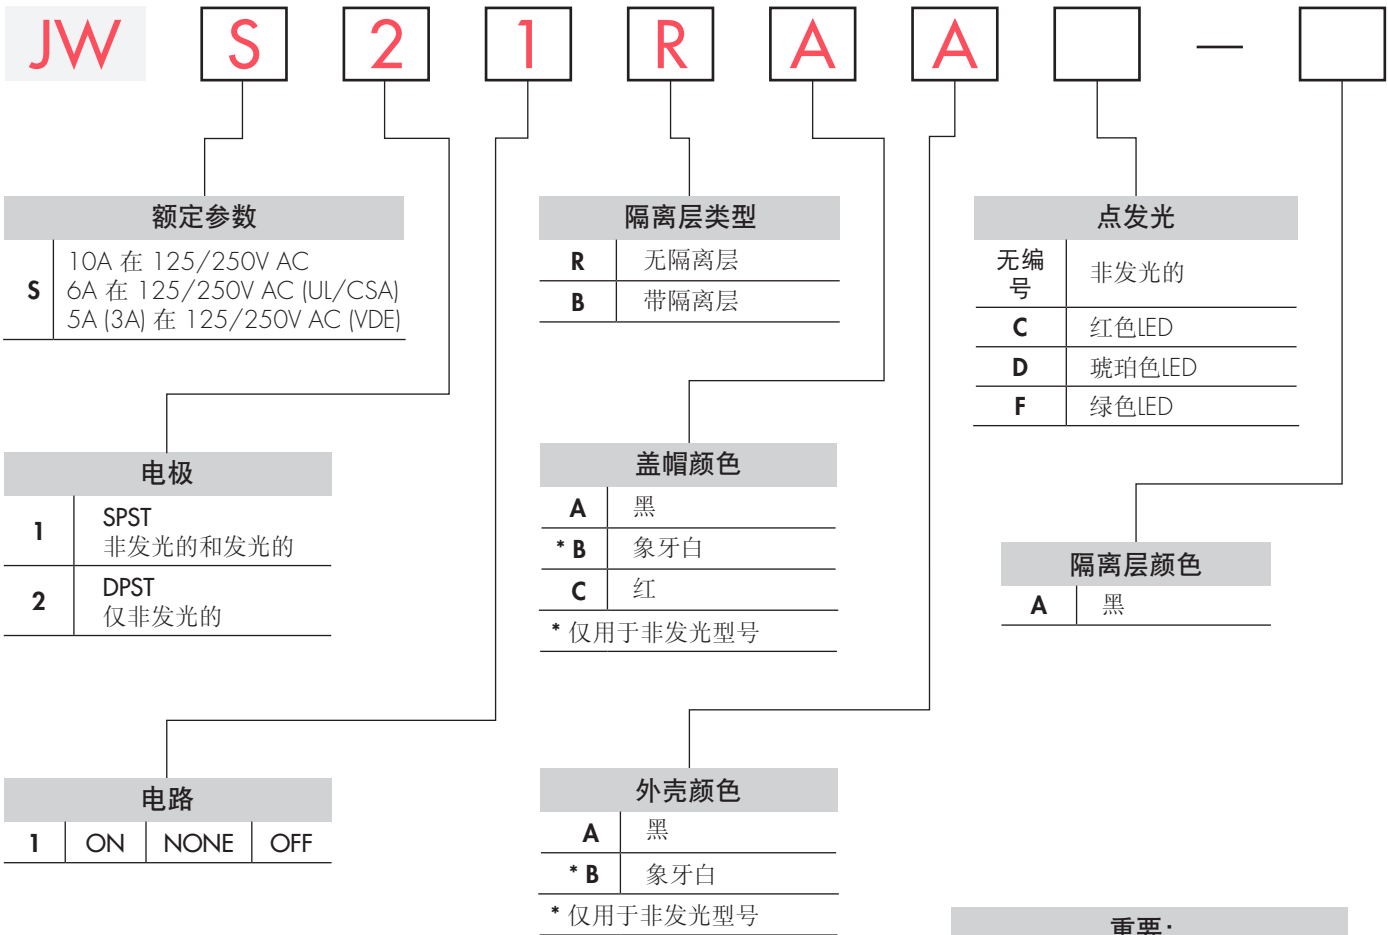 JW S 2 1 R A A —
额定参数
S
10A 在 125/250V AC
6A 在 125/250V AC (UL/CSA)
5A (3A) 在 125/250V AC (VDE)
电极
1 SPST
非发光的和发光的
2 DPST
仅非发光的
电路
1 ON NONE OFF
隔离层类型
R 无隔离层
B 带隔离层
盖帽颜色
A 黑
* B 象牙白
C 红
* 仅用于非发光型号
外壳颜色
A 黑
* B 象牙白
* 仅用于非发光型号
点发光
无编号 非发光的
C 红色LED
D 琥珀色LED
F 绿色LED
隔离层颜色
A 黑
重要: